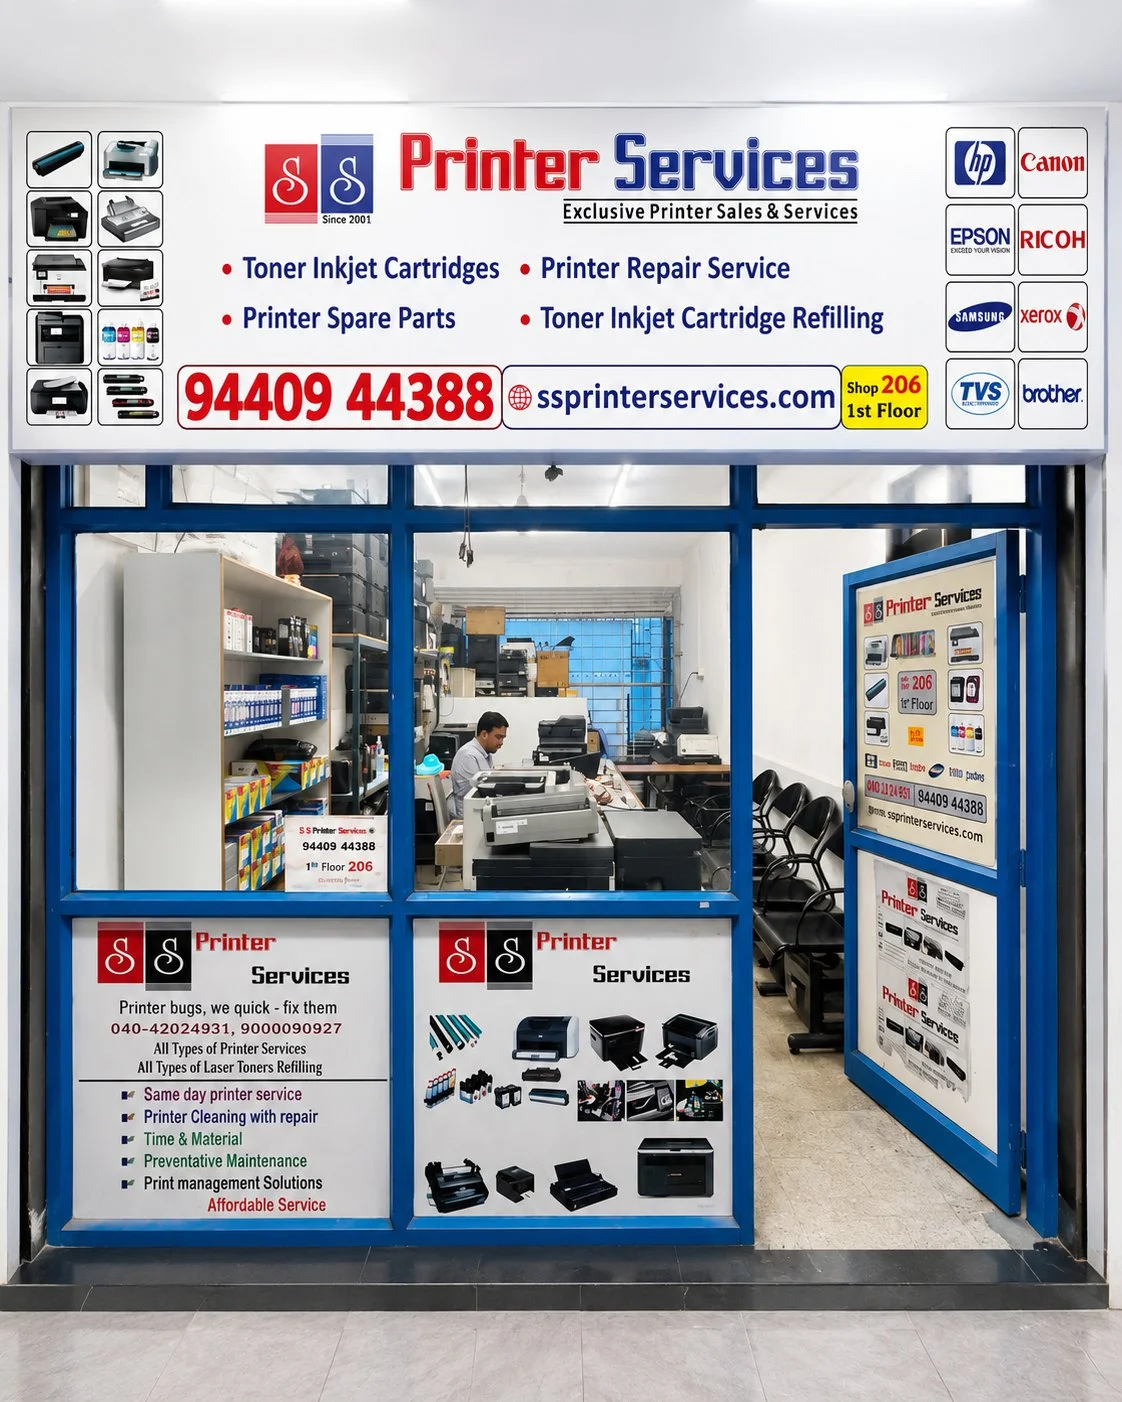 S S
Since 2001
Printer Services
Exclusive Printer Sales & Services
• Toner Inkjet Cartridges
• Printer Repair Service
• Printer Spare Parts
• Toner Inkjet Cartridge Refilling
94409 44388
ssprinterservices.com
Shop 206
1st Floor
hp
Canon
EPSON
EXCEED YOUR VISION
RICOH
SAMSUNG
xerox
TVS
brother
S S Printer Services
94409 44388
1st Floor 206
S S Printer
Services
Printer bugs, we quick - fix them
040-42024931, 9000090927
All Types of Printer Services
All Types of Laser Toners Refilling
Same day printer service
Printer Cleaning with repair
Time & Material
Preventative Maintenance
Print management Solutions
Affordable Service
S S Printer
Services
S S Printer Services
206
1st Floor
94409 44388
ssprinterservices.com
Printer Services
Printer Services